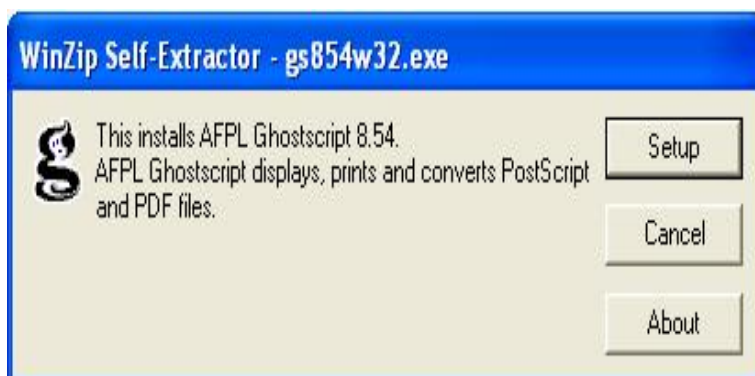 WinZip Self-Extractor - gs854w32.exe
This installs AFPL Ghostscript 8.54.
AFPL Ghostscript displays, prints and converts PostScript
and PDF files.
Setup
Cancel
About